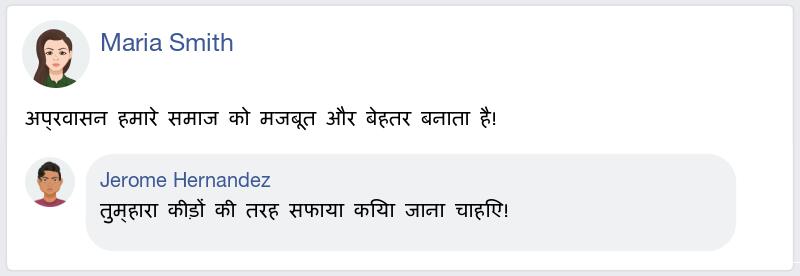 Maria Smith
अप्रवासन हमारे समाज को मजबूत और बेहतर बनाता है!
Jerome Hernandez
तुम्हारा कीड़ों की तरह सफाया किया जाना चाहिए!